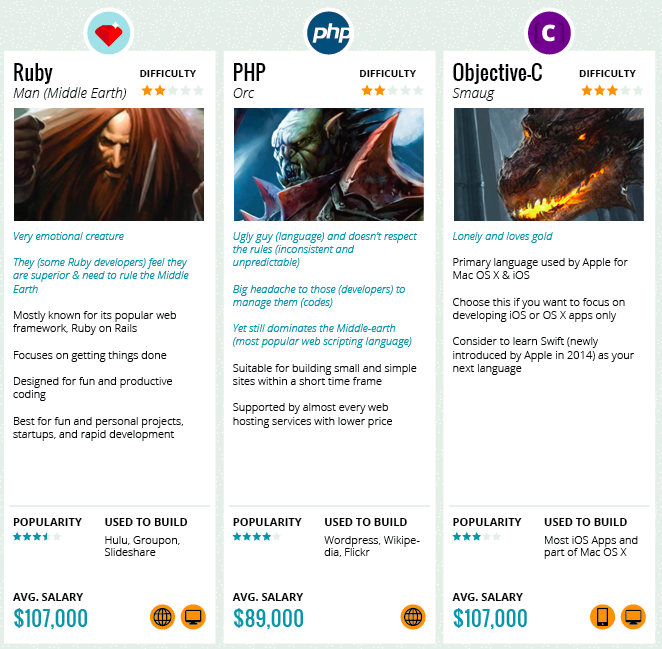 php
C
Ruby
Man (Middle Earth)
DIFFICULTY
Very emotional creature
They (some Ruby developers) feel they
are superior & need to rule the Middle
Earth
Mostly known for its popular web
framework, Ruby on Rails
Focuses on getting things done
Designed for fun and productive
coding
Best for fun and personal projects,
startups, and rapid development
POPULARITY
USED TO BUILD
Hulu, Groupon,
Slideshare
AVG. SALARY
$107,000
PHP
Orc
DIFFICULTY
Ugly guy (language) and doesn't respect
the rules (inconsistent and
unpredictable)
Big headache to those (developers) to
manage them (codes)
Yet still dominates the Middle-earth
(most popular web scripting language)
Suitable for building small and simple
sites within a short time frame
Supported by almost every web
hosting services with lower price
POPULARITY
USED TO BUILD
Wordpress, Wikipe-
dia, Flickr
AVG. SALARY
$89,000
Objective-C
Smaug
DIFFICULTY
Lonely and loves gold
Primary language used by Apple for
Mac OS X & iOS
Choose this if you want to focus on
developing iOS or OS X apps only
Consider to learn Swift (newly
introduced by Apple in 2014) as your
next language
POPULARITY
USED TO BUILD
Most iOS Apps and
part of Mac OS X
AVG. SALARY
$107,000